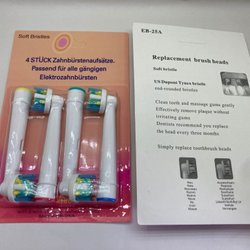 Soft Bristles
4 STÜCK Zahnbürstenaufsätze.
Passend für alle gängigen
Elektrozahnbürsten
EB-25A
Replacement brush heads
Soft bristle
US-Dupont Tynex bristle
end-rounded bristles
Clean teeth and massage gums gently
Effectively remove plaque without
irritating gums
Dentists recommend you replace
the head every three months
Simply replace toothbrush heads